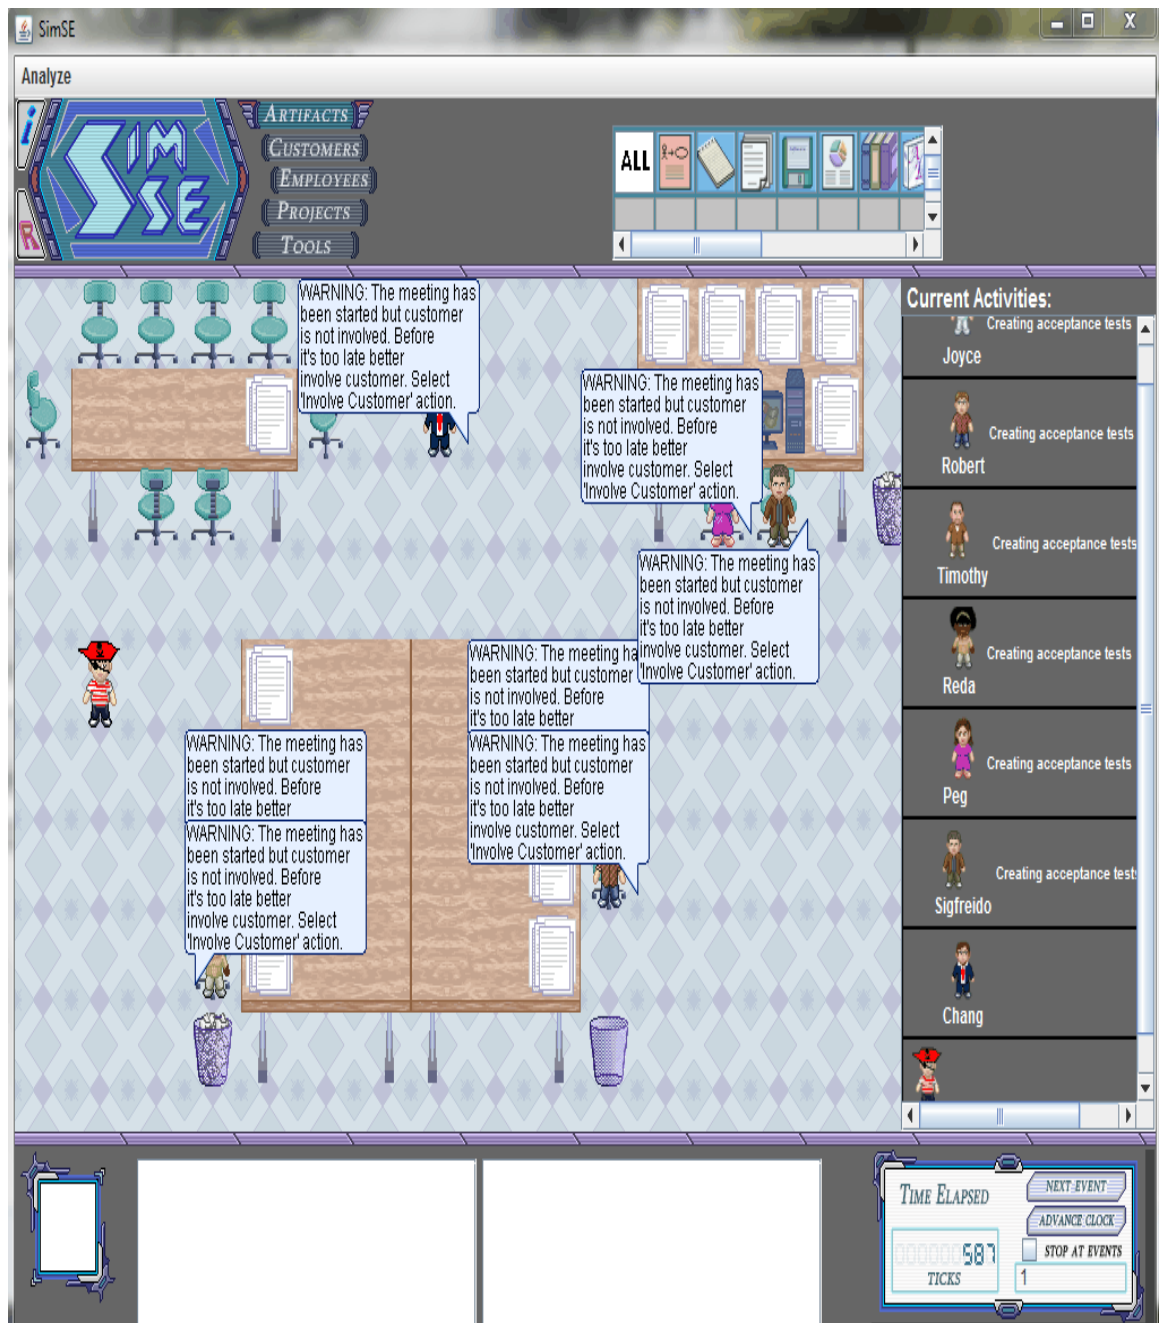 SimSE
Analyze
i
R
SIM
SE
ARTIFACTS
CUSTOMERS
EMPLOYEES
PROJECTS
TOOLS
ALL
WARNING: The meeting has
been started but customer
is not involved. Before
it's too late better
involve customer. Select
'Involve Customer' action.
WARNING: The meeting has
been started but customer
is not involved. Before
it's too late better
involve customer. Select
'Involve Customer' action.
WARNING: The meeting has
been started but customer
is not involved. Before
it's too late better
involve customer. Select
'Involve Customer' action.
WARNING: The meeting ha
been started but customer
is not involved. Before
it's too late better
WARNING: The meeting has
been started but customer
is not involved. Before
it's too late better
involve customer. Select
'Involve Customer' action.
WARNING: The meeting has
been started but customer
is not involved. Before
it's too late better
WARNING: The meeting has
been started but customer
is not involved. Before
it's too late better
involve customer. Select
'Involve Customer' action.
Current Activities:
Creating acceptance tests
Joyce
Creating acceptance tests
Robert
Creating acceptance tests
Timothy
Creating acceptance tests
Reda
Creating acceptance tests
Peg
Creating acceptance test
Sigfreido
Chang
TIME ELAPSED
587
TICKS
NEXT EVENT
ADVANCE CLOCK
STOP AT EVENTS
1